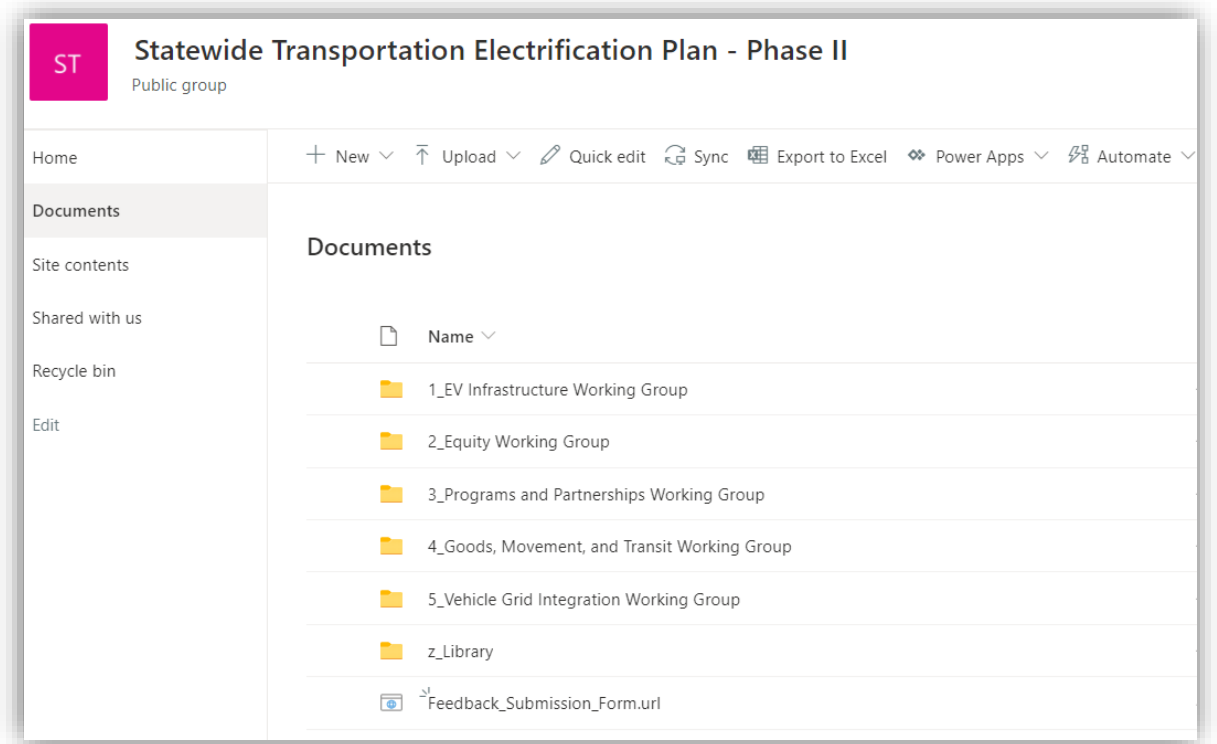 ST
Statewide Transportation Electrification Plan - Phase II
Public group
Home
Documents
Site contents
Shared with us
Recycle bin
Edit
New
Upload
Quick edit
Sync
Export to Excel
Power Apps
Automate
Documents
Name
1_EV Infrastructure Working Group
2_Equity Working Group
3_Programs and Partnerships Working Group
4_Goods, Movement, and Transit Working Group
5_Vehicle Grid Integration Working Group
z_Library
Feedback_Submission_Form.url